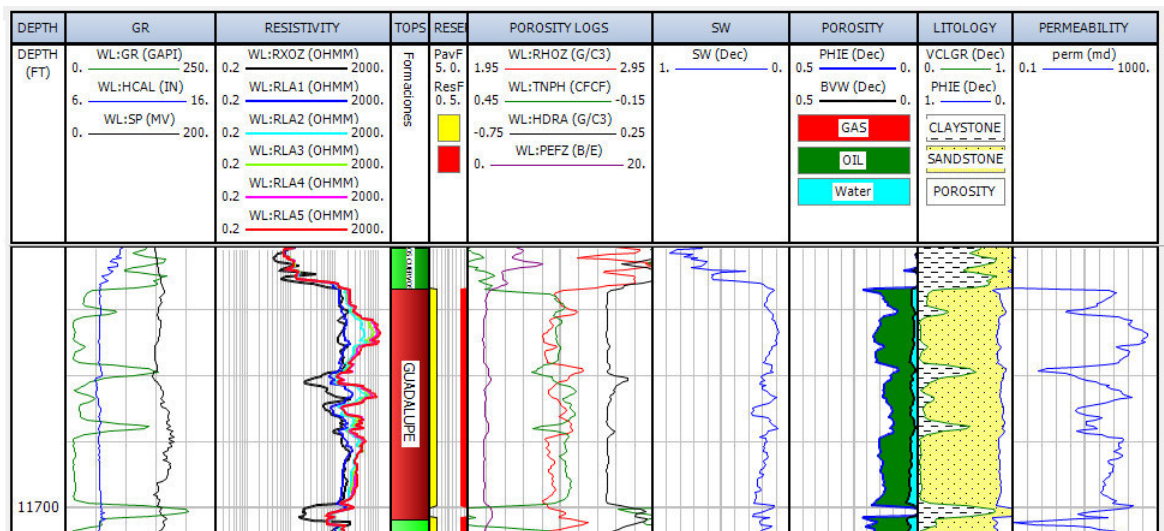 DEPTH GR RESISTIVITY TOPS RESE POROSITY LOGS SW POROSITY LITOLOGY PERMEABILITY
DEPTH
(FT)
WL:GR (GAPI)
0. 250.
WL:HCAL (IN)
6. 16.
WL:SP (MV)
0. 200.
WL:RXOZ (OHMM)
0.2 2000.
WL:RLA1 (OHMM)
0.2 2000.
WL:RLA2 (OHMM)
0.2 2000.
WL:RLA3 (OHMM)
0.2 2000.
WL:RLA4 (OHMM)
0.2 2000.
WL:RLA5 (OHMM)
0.2 2000.
Formaciones
PavF
5. 0.
ResF
0. 5.
WL:RHOZ (G/C3)
1.95 2.95
WL:TNPH (CFCF)
0.45 -0.15
WL:HDRA (G/C3)
-0.75 0.25
WL:PEFZ (B/E)
0. 20.
SW (Dec)
1. 0.
PHIE (Dec)
0.5 0.
BVW (Dec)
0.5 0.
GAS
OIL
Water
VCLGR (Dec)
0. 1.
PHIE (Dec)
1. 0.
CLAYSTONE
SANDSTONE
POROSITY
perm (md)
0.1 1000.
GUADALUPE
11700